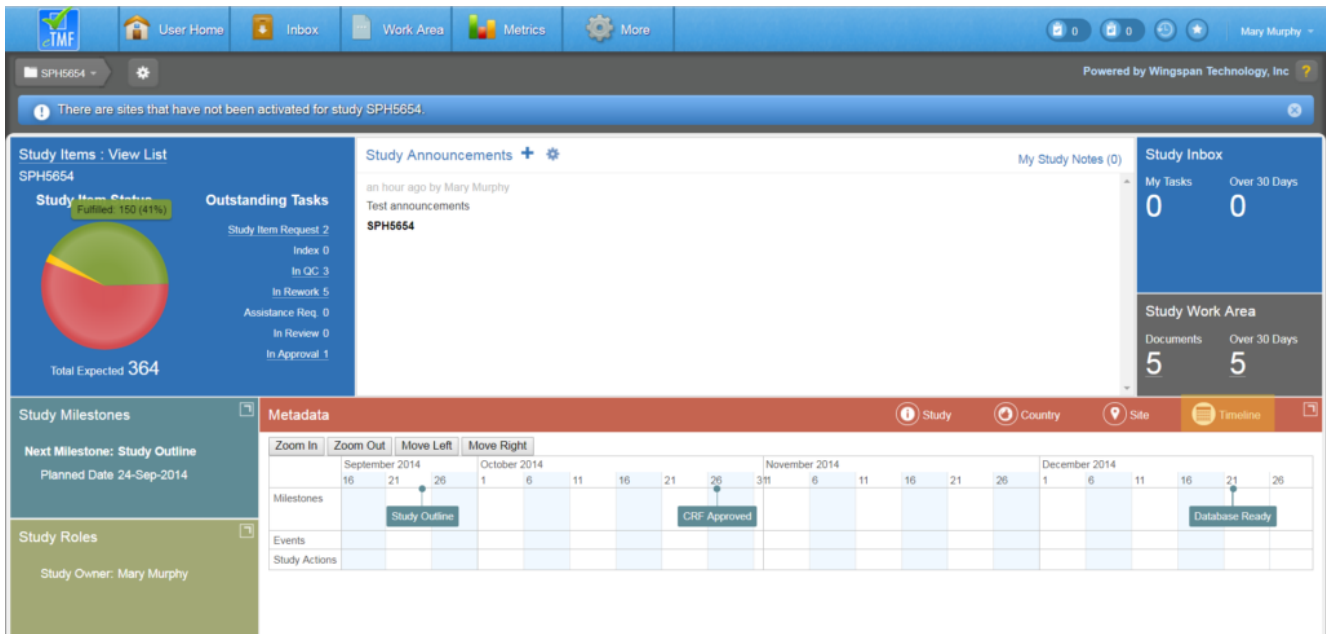 eTMF
User Home
Inbox
Work Area
Metrics
More
0
0
Mary Murphy
SPH5654
Powered by Wingspan Technology, Inc ?
There are sites that have not been activated for study SPH5654.
Study Items : View List
SPH5654
Study Item Status
Outstanding Tasks
Fulfilled: 150 (41%)
Study Item Request 2
Index 0
In QC 3
In Rework 5
Assistance Req. 0
In Review 0
In Approval 1
Total Expected 364
Study Announcements
My Study Notes (0)
an hour ago by Mary Murphy
Test announcements
SPH5654
Study Inbox
My Tasks Over 30 Days
0 0
Study Work Area
Documents Over 30 Days
5 5
Study Milestones
Next Milestone: Study Outline
Planned Date 24-Sep-2014
Study Roles
Study Owner: Mary Murphy
Metadata
Study
Country
Site
Timeline
Zoom In Zoom Out Move Left Move Right
September 2014 October 2014 November 2014 December 2014
16 21 26 1 6 11 16 21 26 31 1 6 11 16 21 26 1 6 11 16 21 26
Milestones
Study Outline CRF Approved Database Ready
Events
Study Actions